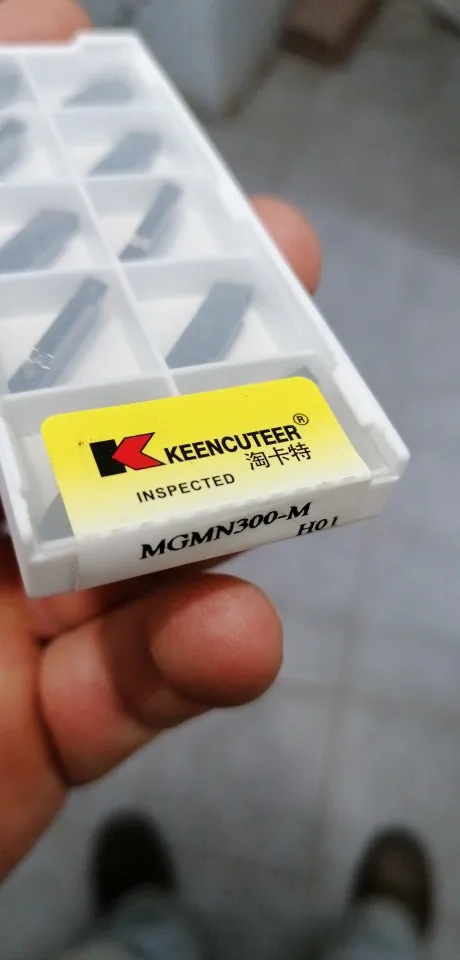 KEENCUTEER®
淘卡特
INSPECTED
MGMN300-M
H01